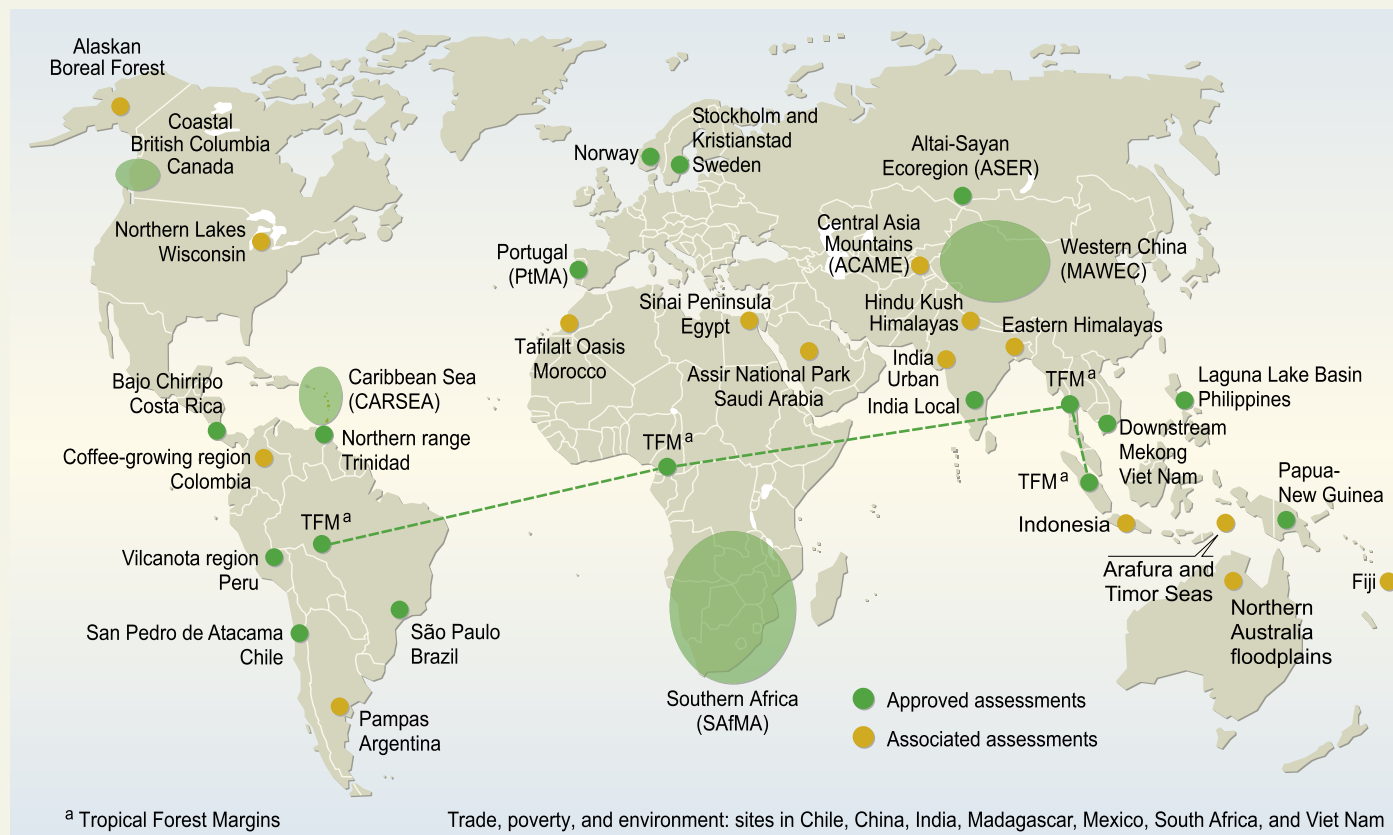 Alaskan
Boreal Forest
Coastal
British Columbia
Canada
Northern Lakes
Wisconsin
Norway
Stockholm and
Kristianstad
Sweden
Altai-Sayan
Ecoregion (ASER)
Central Asia
Mountains
(ACAME)
Western China
(MAWEC)
Portugal
(PtMA)
Sinai Peninsula
Egypt
Hindu Kush
Himalayas
Eastern Himalayas
Tafilalt Oasis
Morocco
Assir National Park
Saudi Arabia
India
Urban
India Local
TFM a
Laguna Lake Basin
Philippines
Bajo Chirripo
Costa Rica
Caribbean Sea
(CARSEA)
Northern range
Trinidad
Coffee-growing region
Colombia
TFM a
Downstream
Mekong
Viet Nam
TFM a
Papua-
New Guinea
Indonesia
TFM a
Vilcanota region
Peru
Arafura and
Timor Seas
Fiji
Northern
Australia
floodplains
San Pedro de Atacama
Chile
São Paulo
Brazil
Southern Africa
(SAfMA)
Pampas
Argentina
Approved assessments
Associated assessments
a Tropical Forest Margins
Trade, poverty, and environment: sites in Chile, China, India, Madagascar, Mexico, South Africa, and Viet Nam